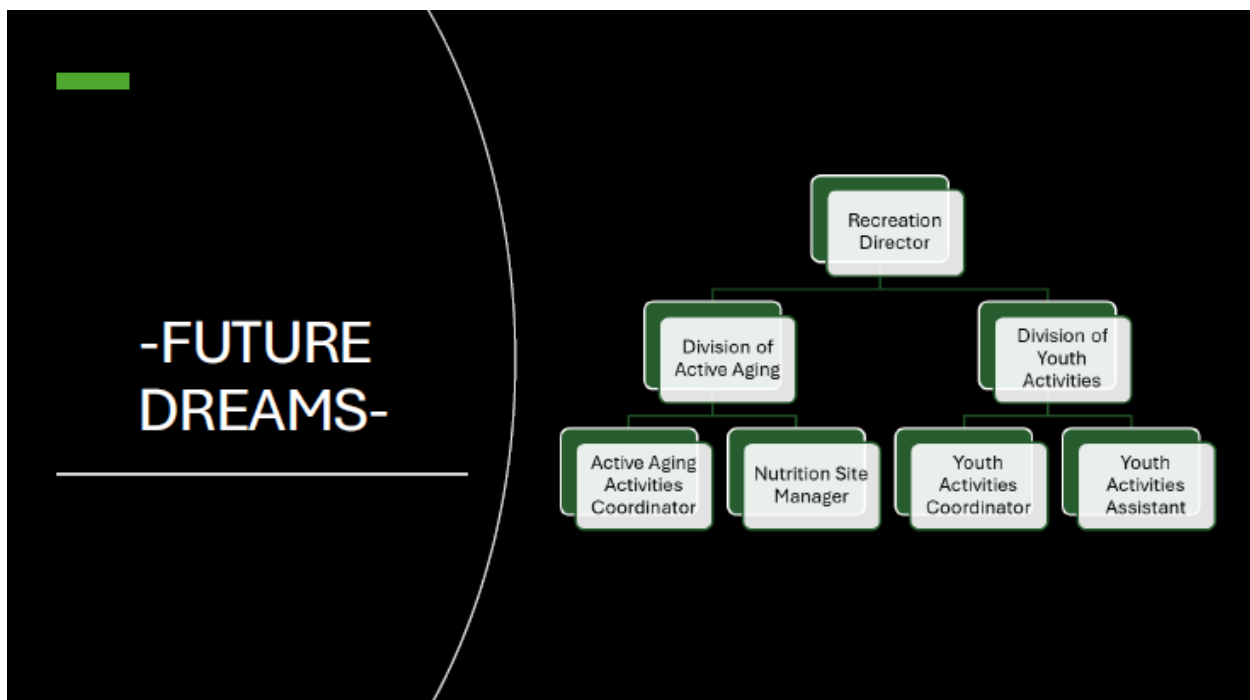 -FUTURE
DREAMS-
Recreation
Director
Division of
Active Aging
Division of
Youth
Activities
Active Aging
Activities
Coordinator
Nutrition Site
Manager
Youth
Activities
Coordinator
Youth
Activities
Assistant